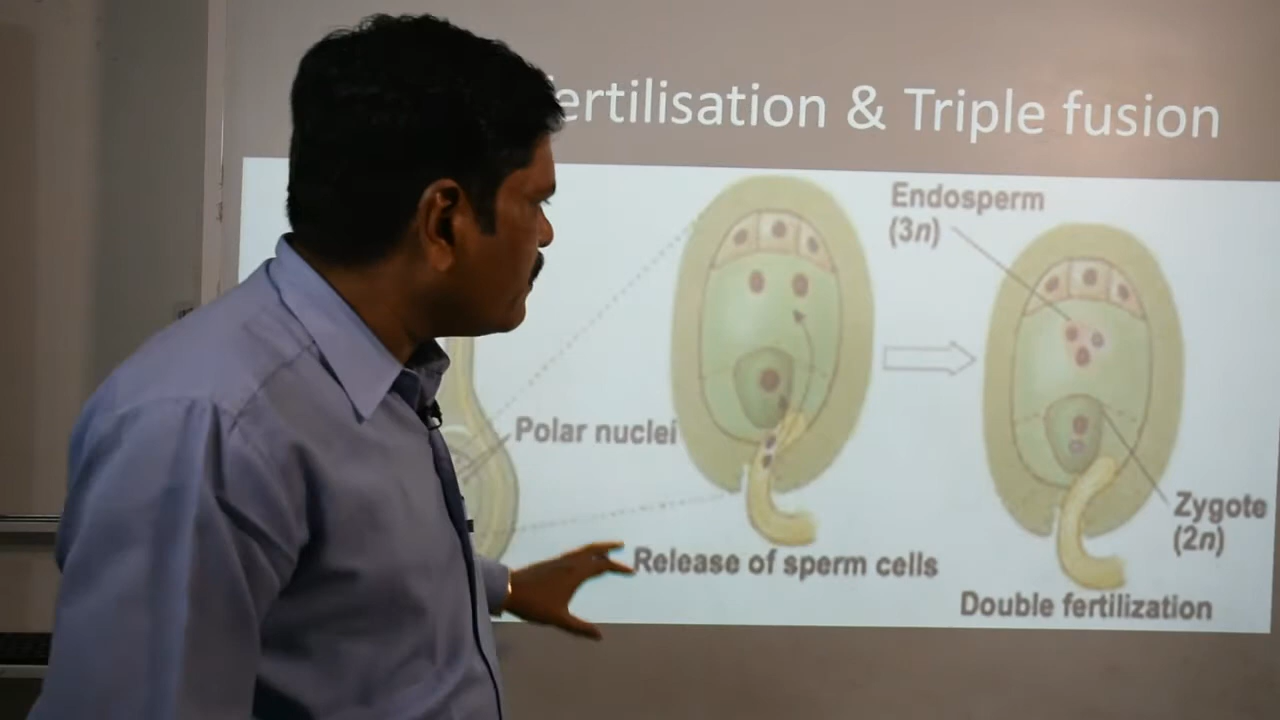 ertilisation & Triple fusion
Endosperm
(3n)
Polar nuclei
Zygote
(2n)
Release of sperm cells
Double fertilization